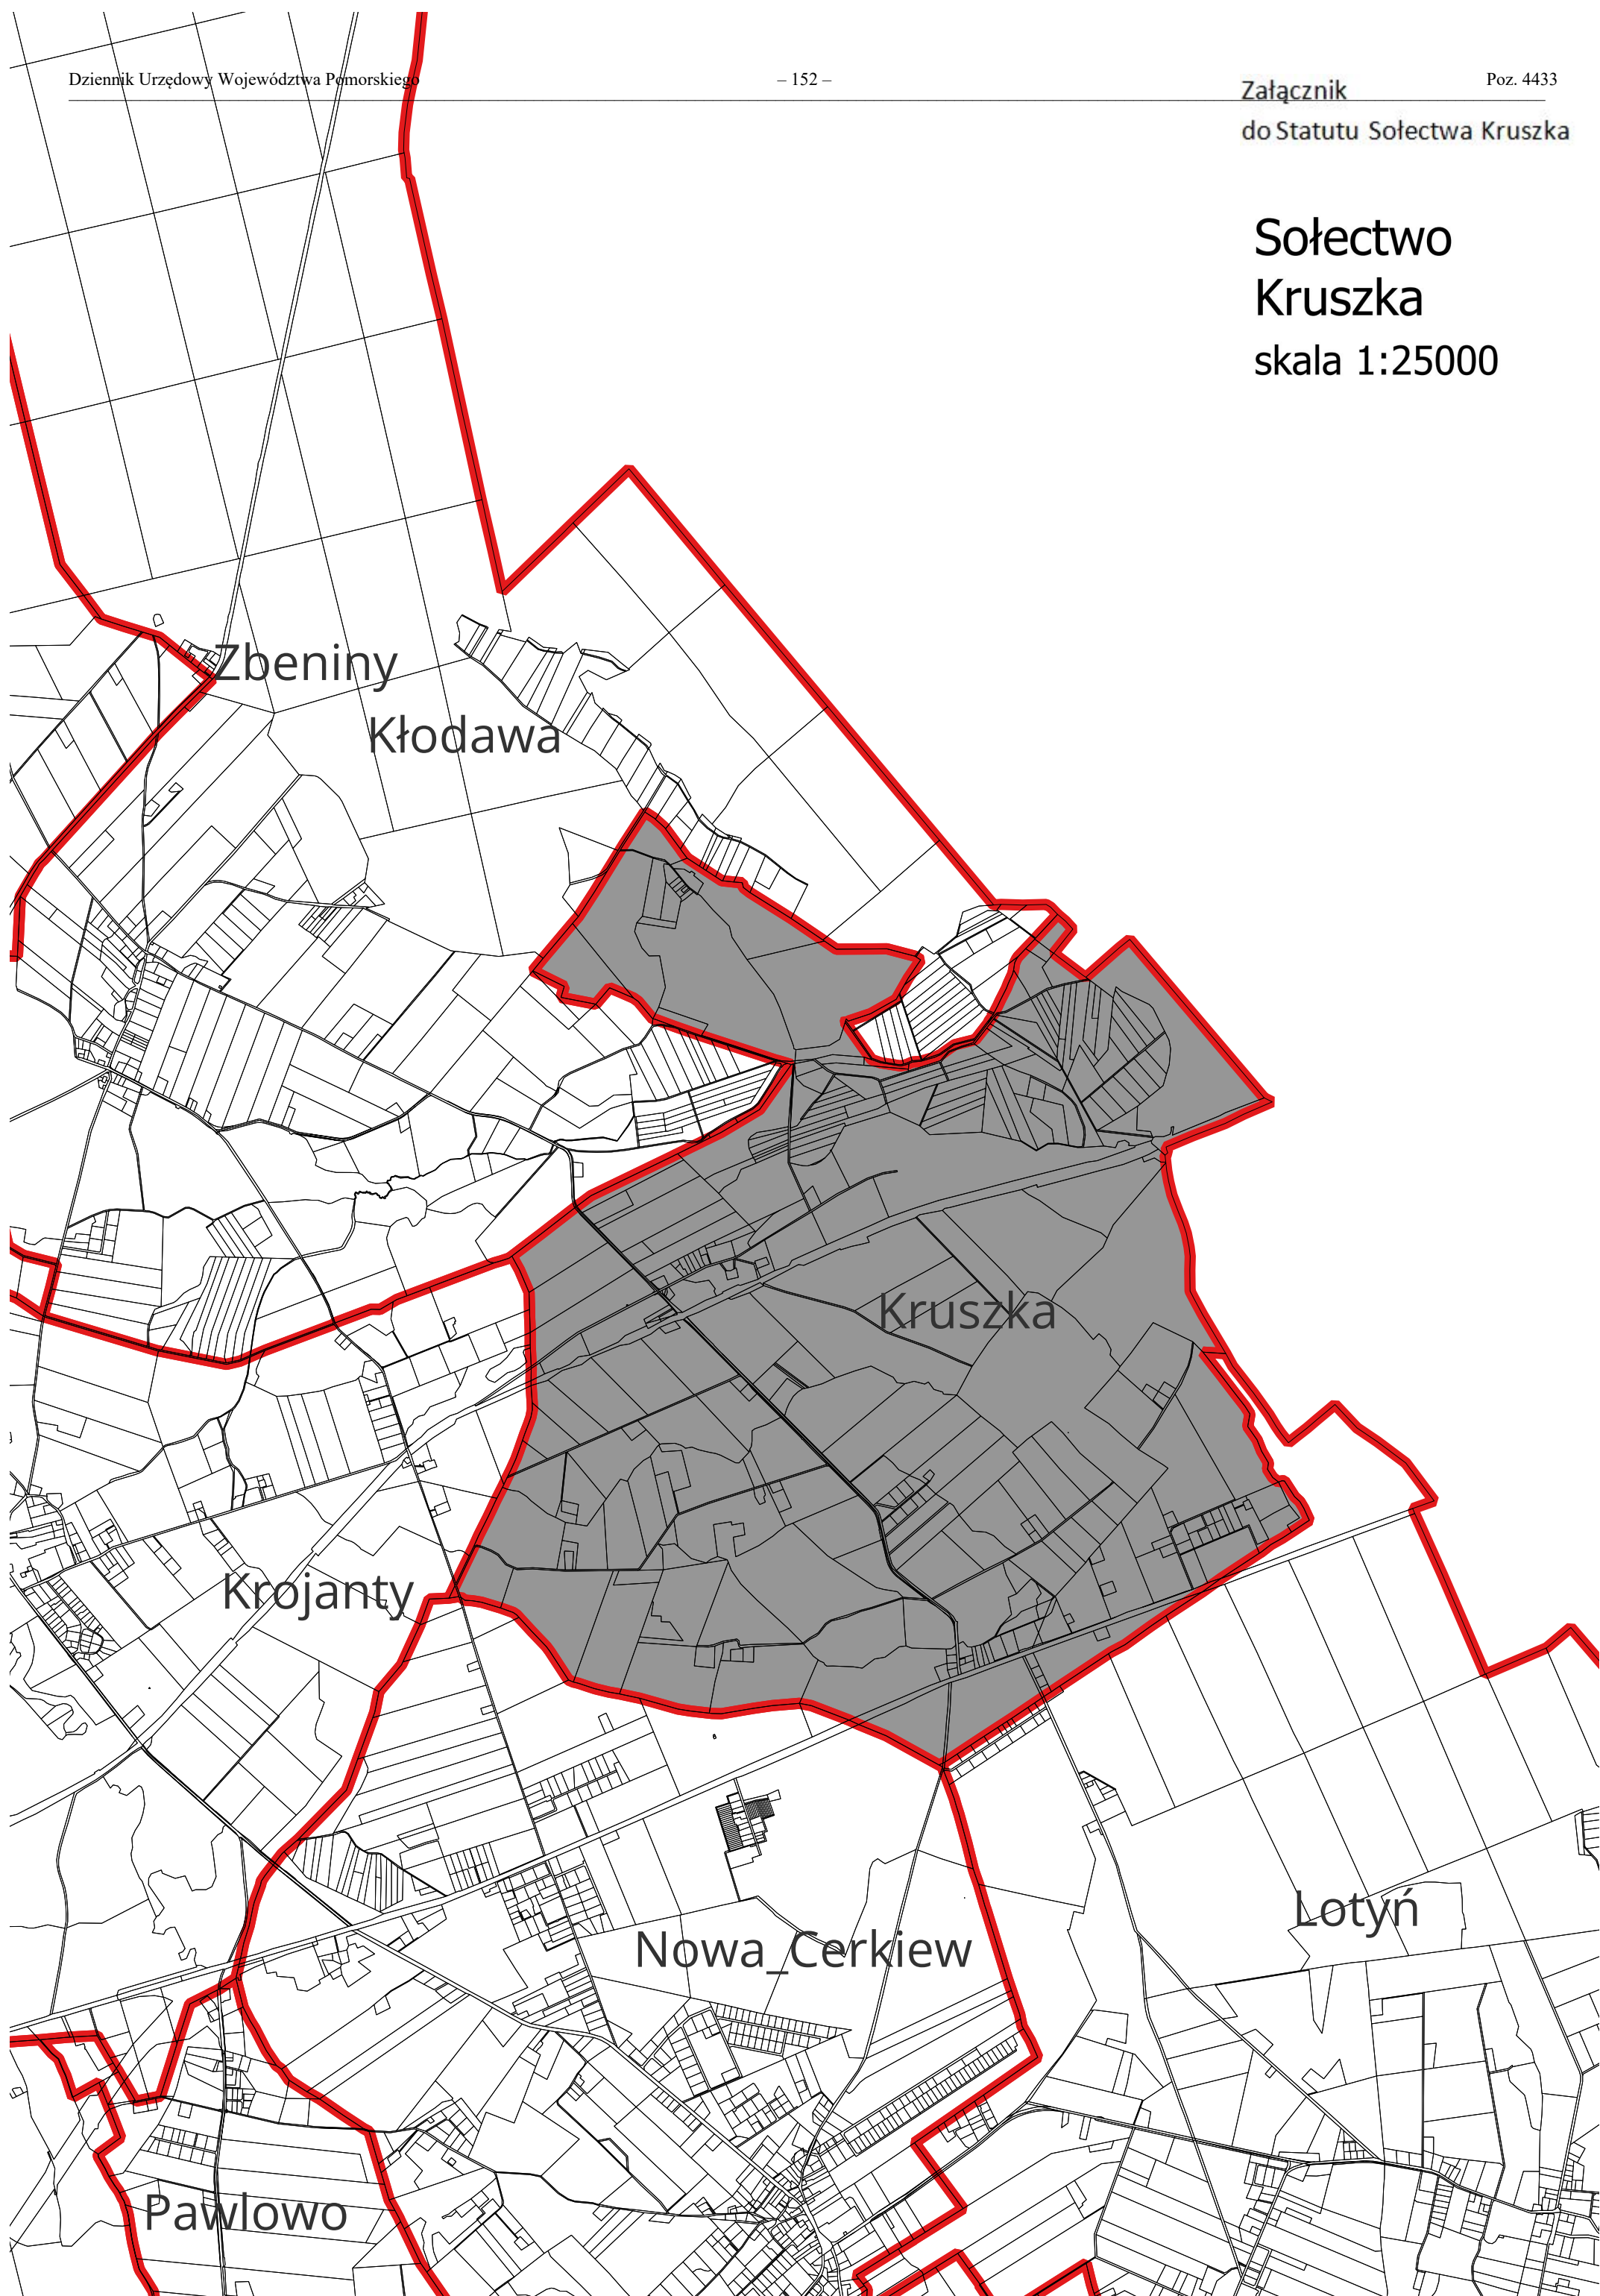 Dziennik Urzędowy Województwa Pomorskiego – 152 – Poz. 4433
Załącznik
do Statutu Sołectwa Kruszka
Sołectwo
Kruszka
skala 1:25000
Zbeniny
Kłodawa
Kruszka
Krojanty
Lotyń
Nowa_Cerkiew
Pawlowo